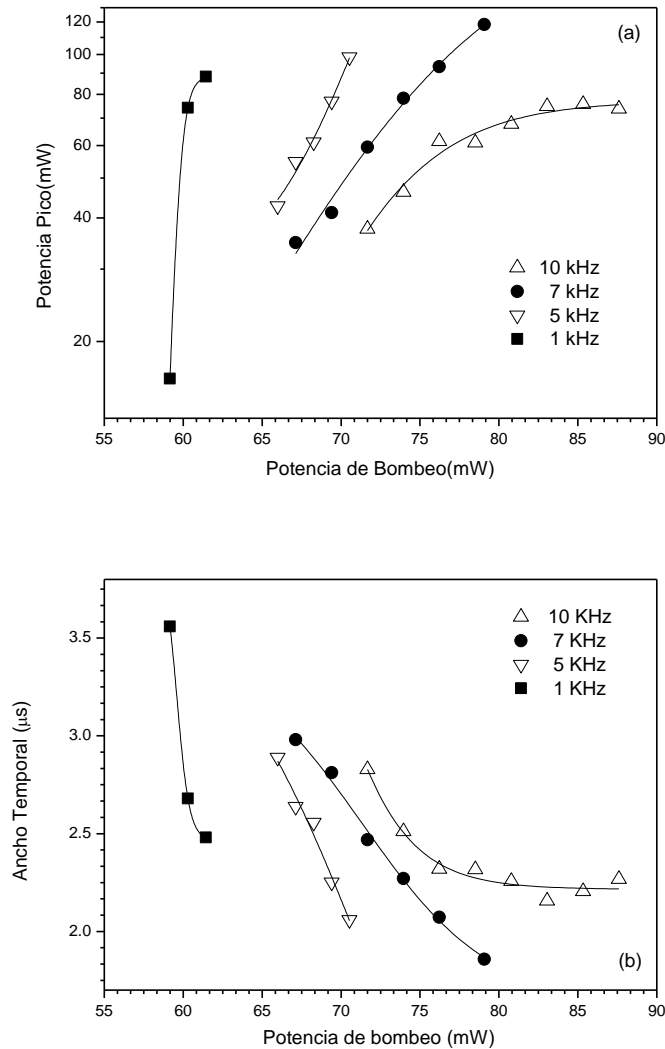 120
100
80
60
40
20
Potencia Pico(mW)
(a)
10 kHz
7 kHz
5 kHz
1 kHz
55 60 65 70 75 80 85 90
Potencia de Bombeo(mW)
3.5
3.0
2.5
2.0
Ancho Temporal (μs)
10 KHz
7 KHz
5 KHz
1 KHz
(b)
55 60 65 70 75 80 85 90
Potencia de bombeo (mW)